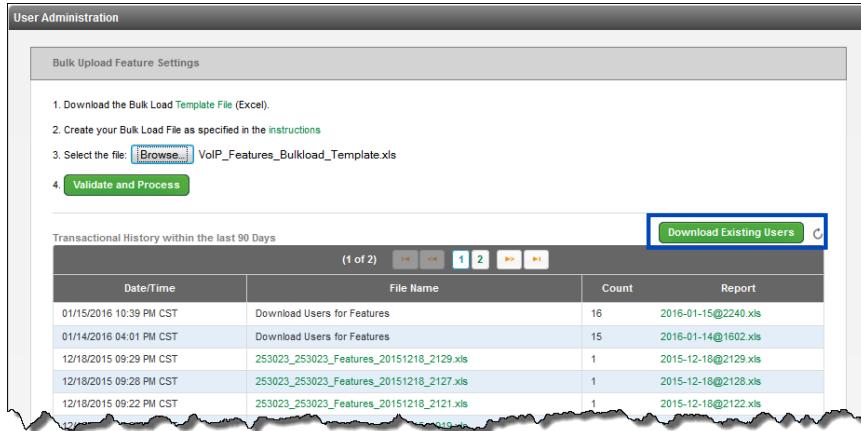 User Administration
Bulk Upload Feature Settings
1. Download the Bulk Load Template File (Excel).
2. Create your Bulk Load File as specified in the instructions
3. Select the file: Browse... VoIP_Features_Bulkload_Template.xls
4. Validate and Process
Download Existing Users
Transactional History within the last 90 Days
(1 of 2) 1 2
Date/Time File Name Count Report
01/15/2016 10:39 PM CST Download Users for Features 16 2016-01-15@2240.xls
01/14/2016 04:01 PM CST Download Users for Features 15 2016-01-14@1602.xls
12/18/2015 09:29 PM CST 253023_253023_Features_20151218_2129.xls 1 2015-12-18@2129.xls
12/18/2015 09:28 PM CST 253023_253023_Features_20151218_2127.xls 1 2015-12-18@2128.xls
12/18/2015 09:22 PM CST 253023_253023_Features_20151218_2121.xls 1 2015-12-18@2122.xls